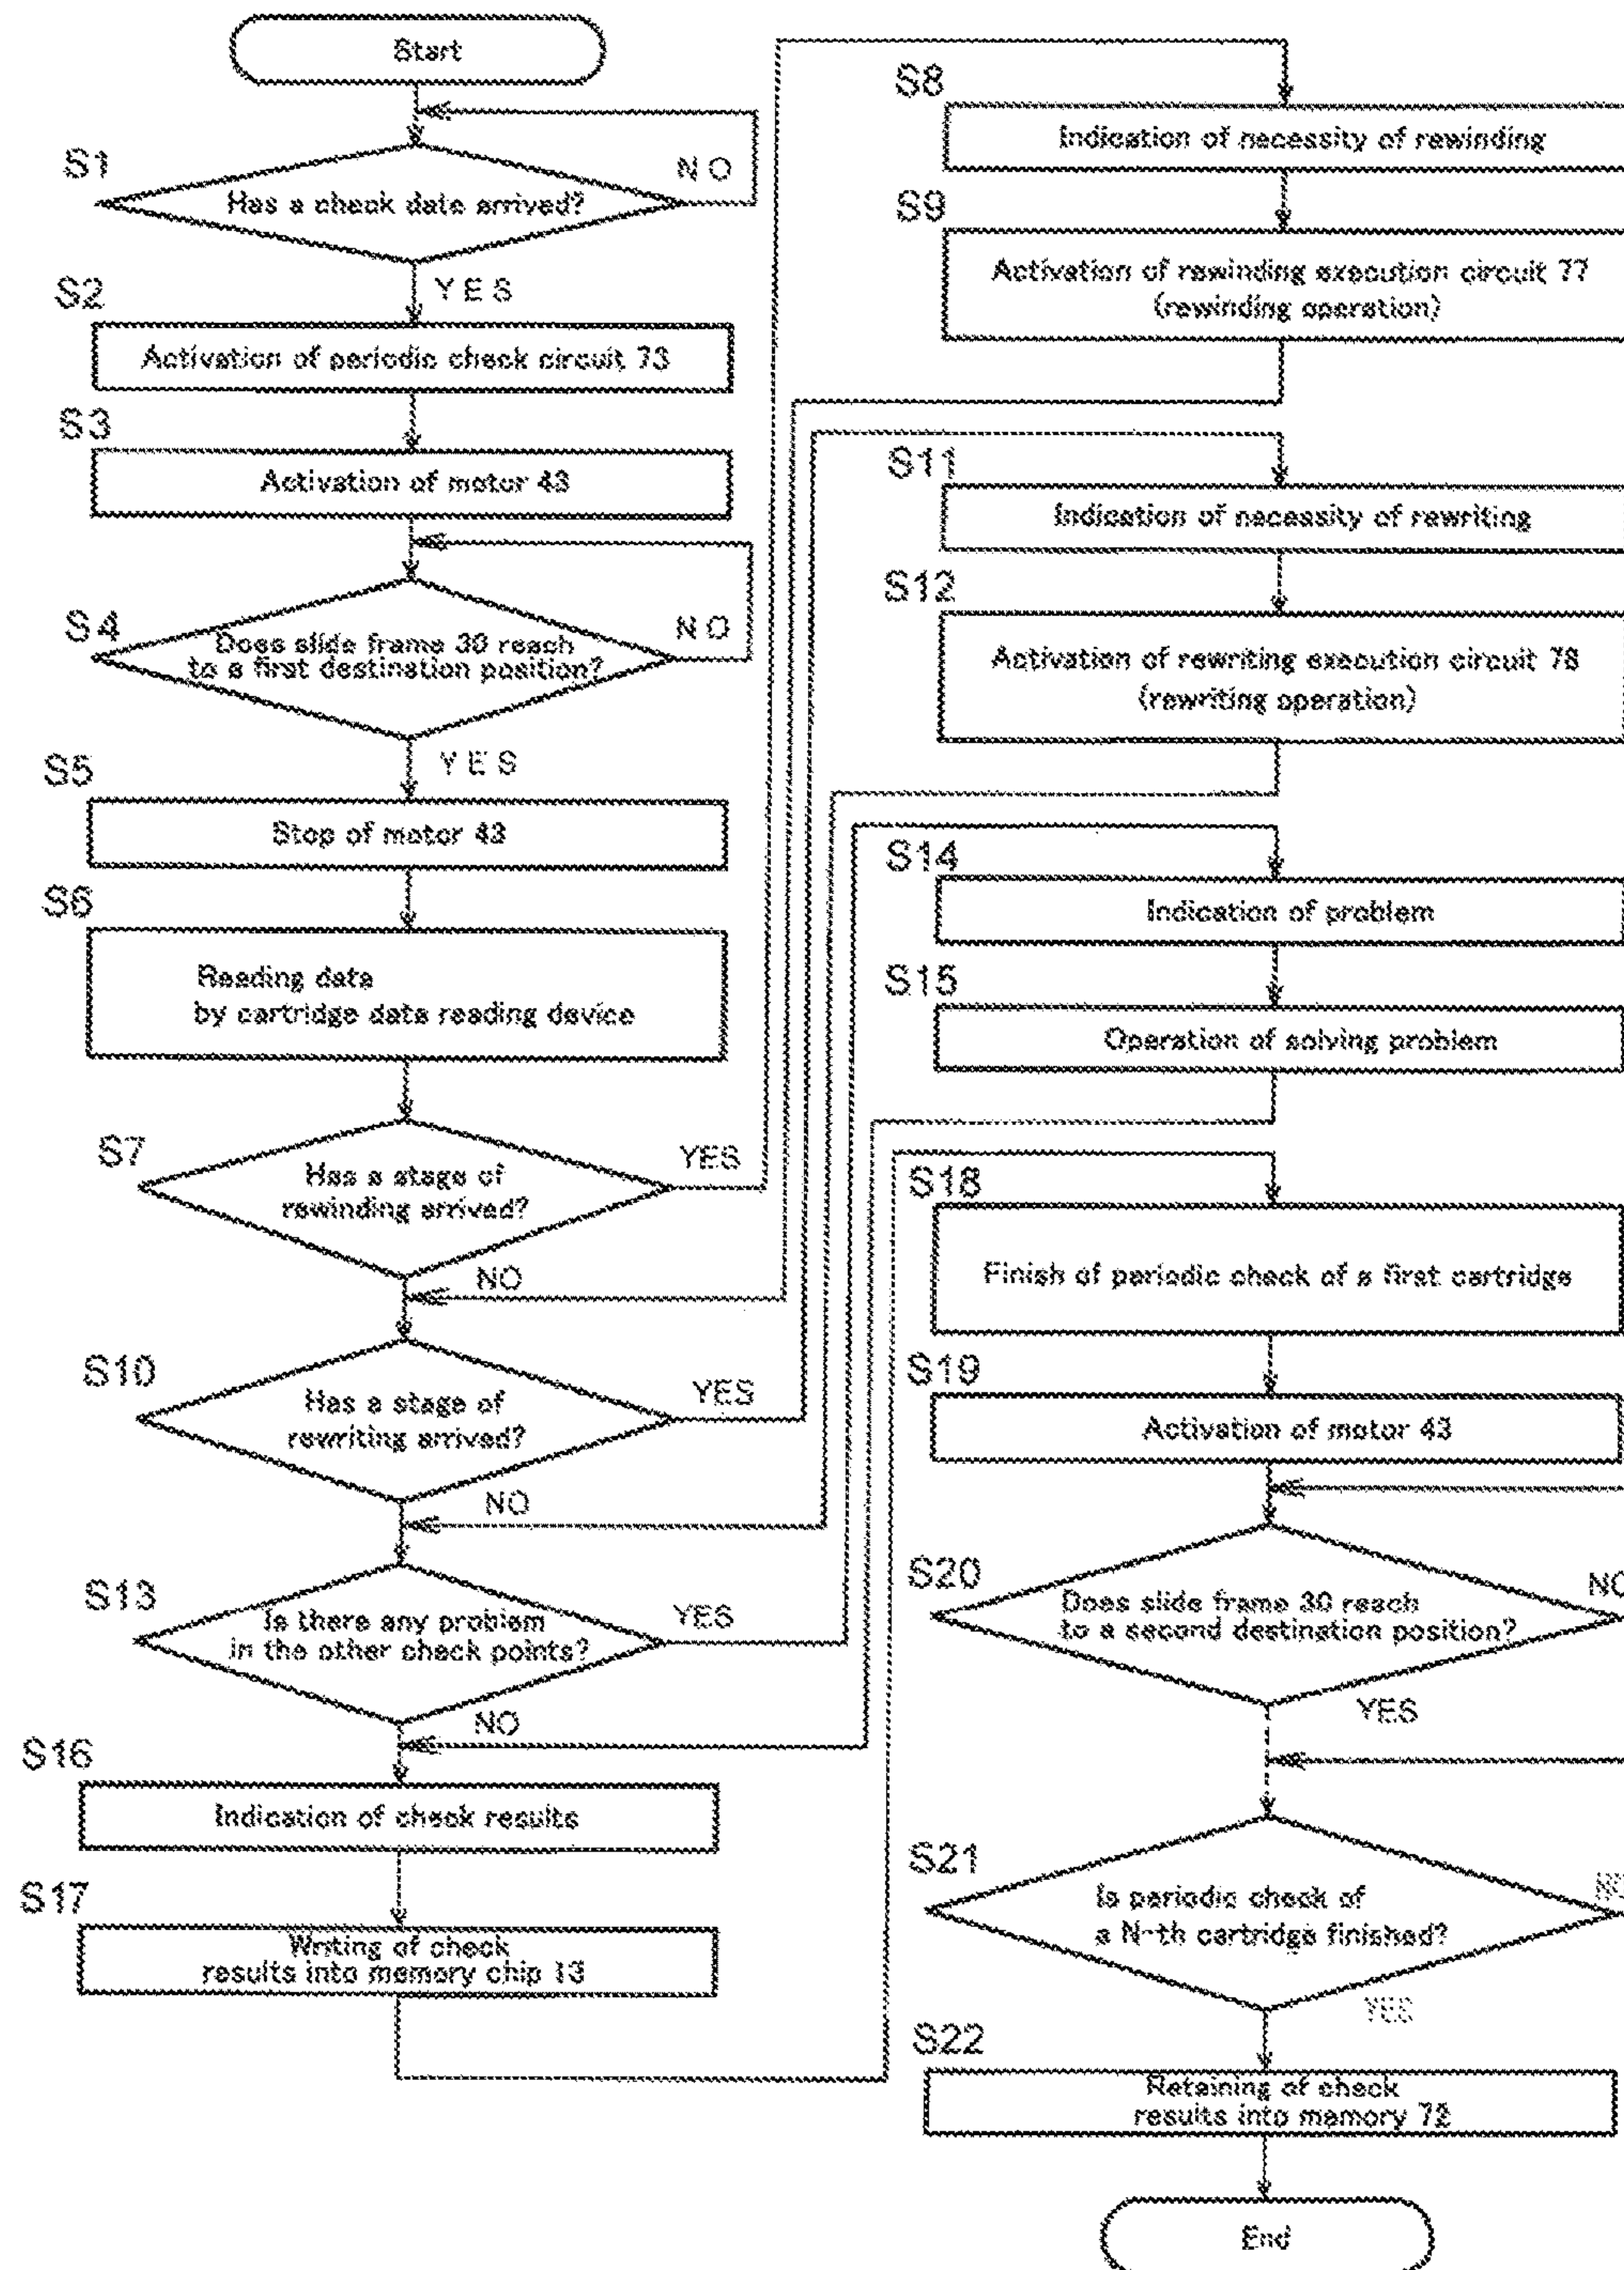 Start
S1
Has a check date arrived?
NO
YES
S2
Activation of periodic check circuit 73
S3
Activation of motor 43
S4
Does slide frame 30 reach
to a first destination position?
NO
YES
S5
Stop of motor 43
S6
Reading data
by cartridge data reading device
S7
Has a stage of
rewinding arrived?
YES
NO
S10
Has a stage of
rewriting arrived?
YES
NO
S13
Is there any problem
in the other check points?
YES
NO
S16
Indication of check results
S17
Writing of check
results into memory chip 13
S8
Indication of necessity of rewinding
S9
Activation of rewinding execution circuit 77
(rewinding operation)
S11
Indication of necessity of rewriting
S12
Activation of rewriting execution circuit 78
(rewriting operation)
S14
Indication of problem
S15
Operation of solving problem
S18
Finish of periodic check of a first cartridge
S19
Activation of motor 43
S20
Does slide frame 30 reach
to a second destination position?
NO
YES
S21
Is periodic check of
a N-th cartridge finished?
NO
YES
S22
Retaining of check
results into memory 72
End